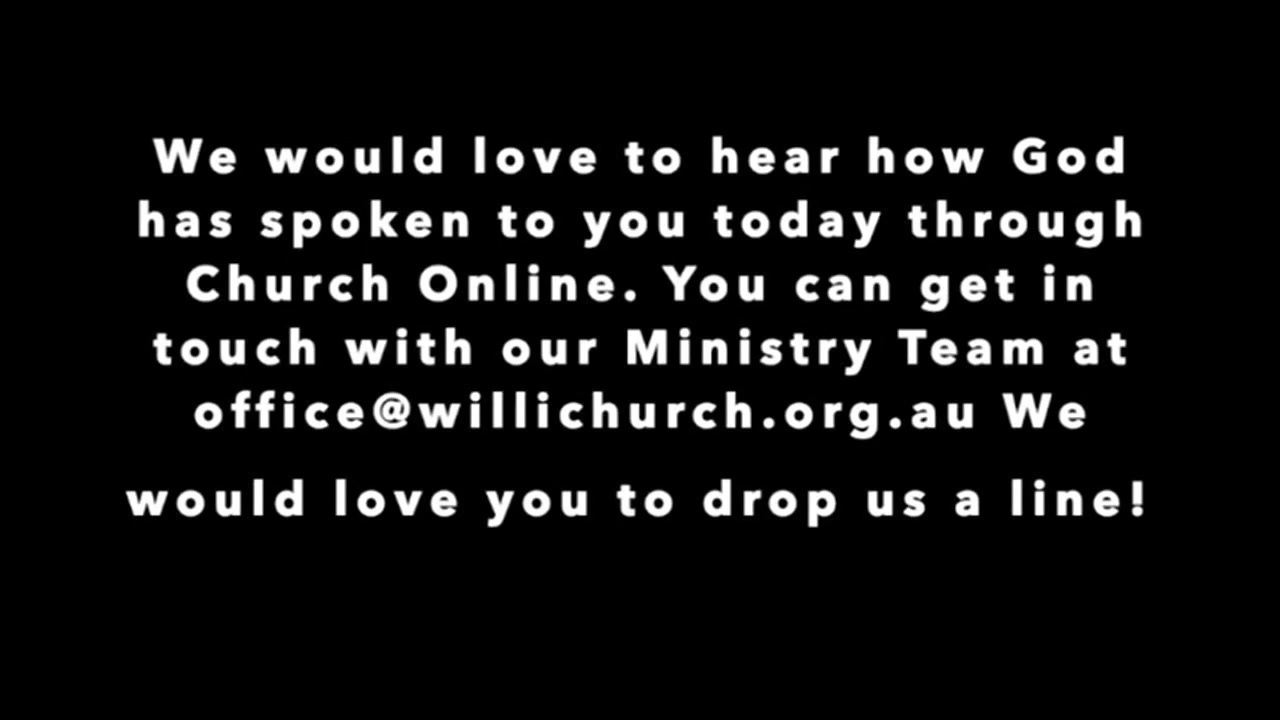 We would love to hear how God
has spoken to you today through
Church Online. You can get in
touch with our Ministry Team at
office@willichurch.org.au We
would love you to drop us a line!